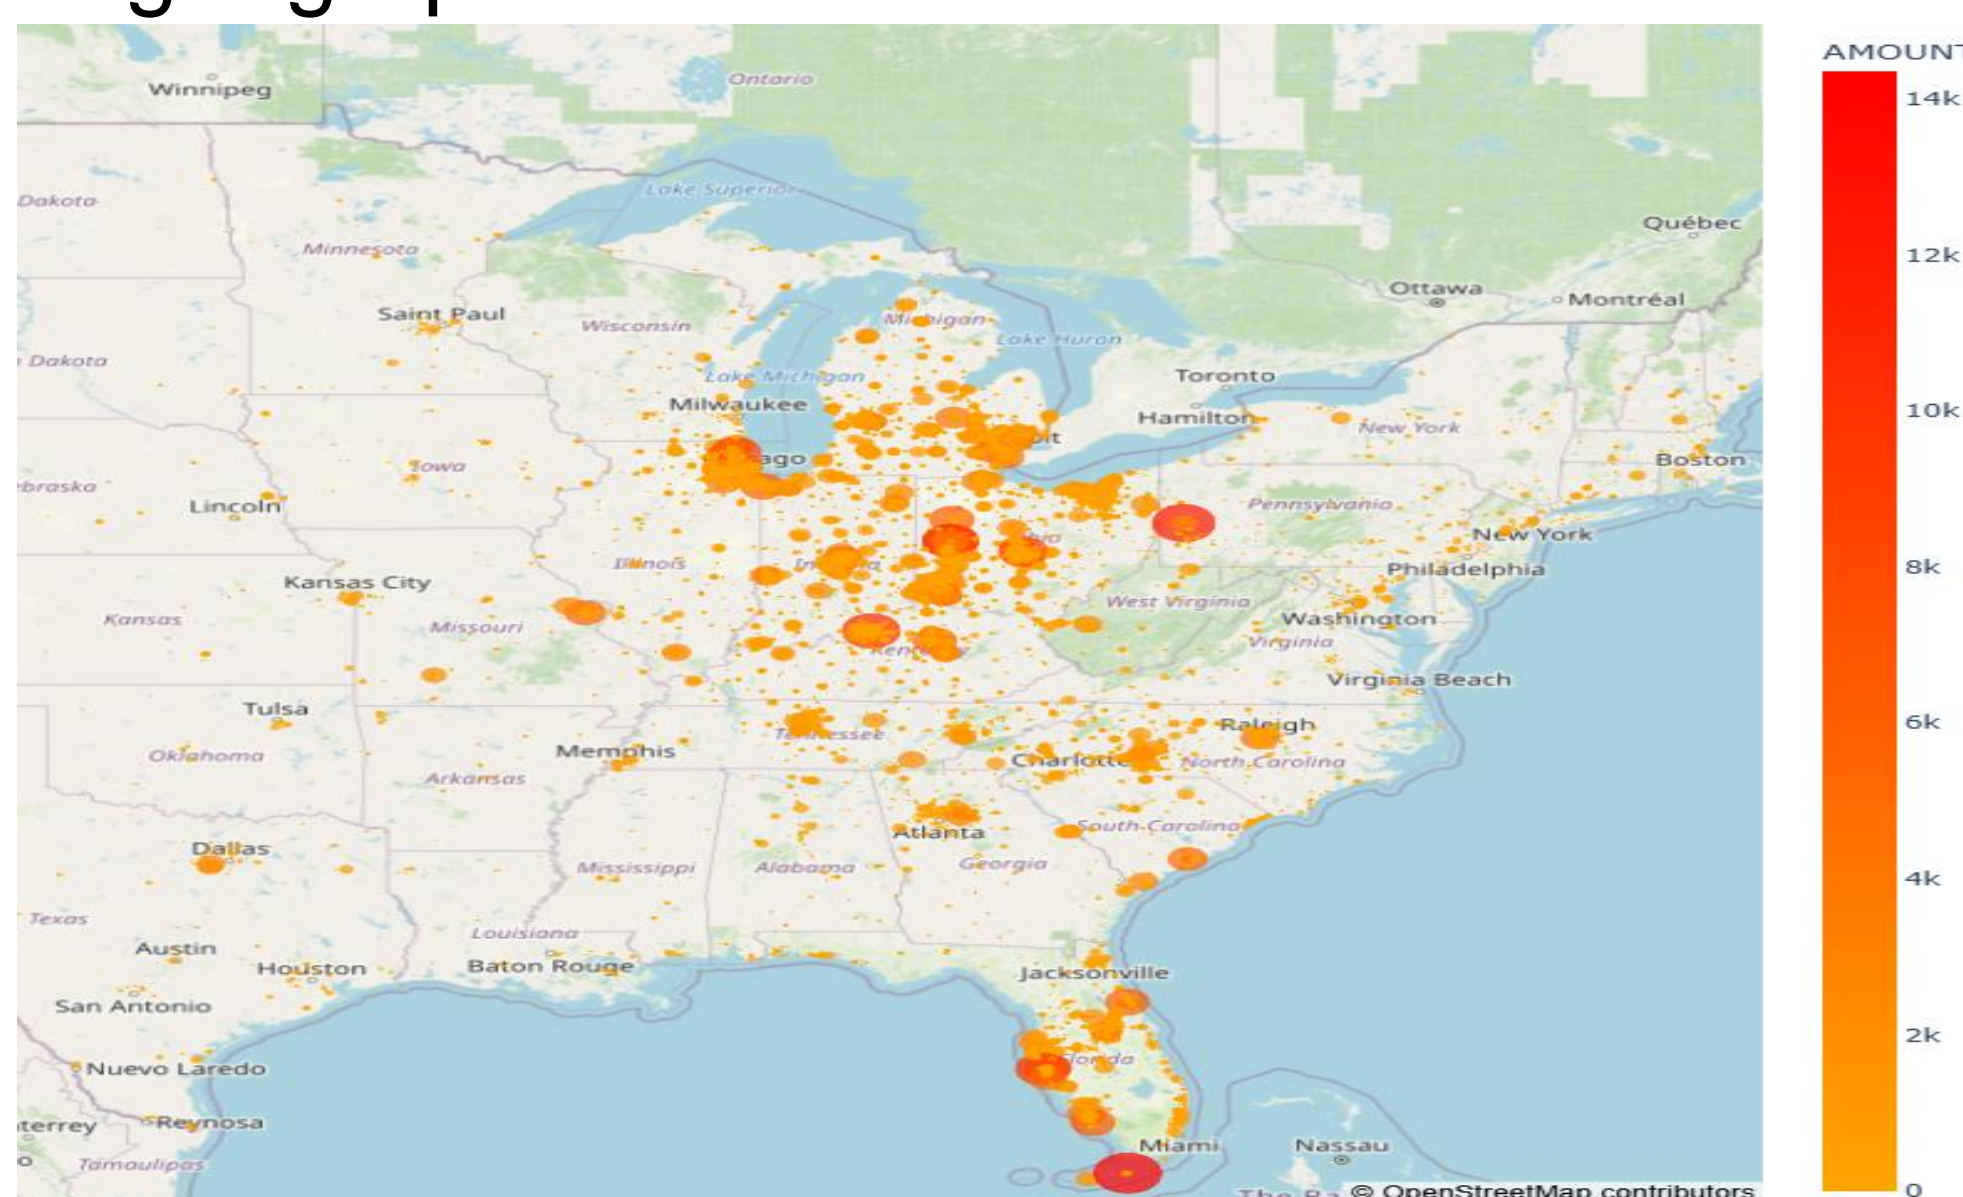 AMOUNT
14k
12k
10k
8k
6k
4k
2k
0
Winnipeg
Ontario
Lake Superior
Dakota
Québec
Minnesota
Ottawa
Montréal
Saint Paul
Wisconsin
Michigan
Lake Huron
Dakota
Toronto
Lake Michigan
Milwaukee
Hamilton
New York
Boston
Iowa
Lincoln
Pennsylvania
New York
Illinois
Philadelphia
Kansas City
West Virginia
Washington
Kansas
Missouri
Virginia
Kentucky
Virginia Beach
Tulsa
Raleigh
Tennessee
Memphis
Oklahoma
Charlotte
North Carolina
Arkansas
Atlanta
South Carolina
Dallas
Mississippi
Alabama
Georgia
Texas
Louisiana
Austin
Houston
Baton Rouge
Jacksonville
San Antonio
Florida
Nuevo Laredo
Reynosa
Miami
Nassau
Tamaulipas
© OpenStreetMap contributors